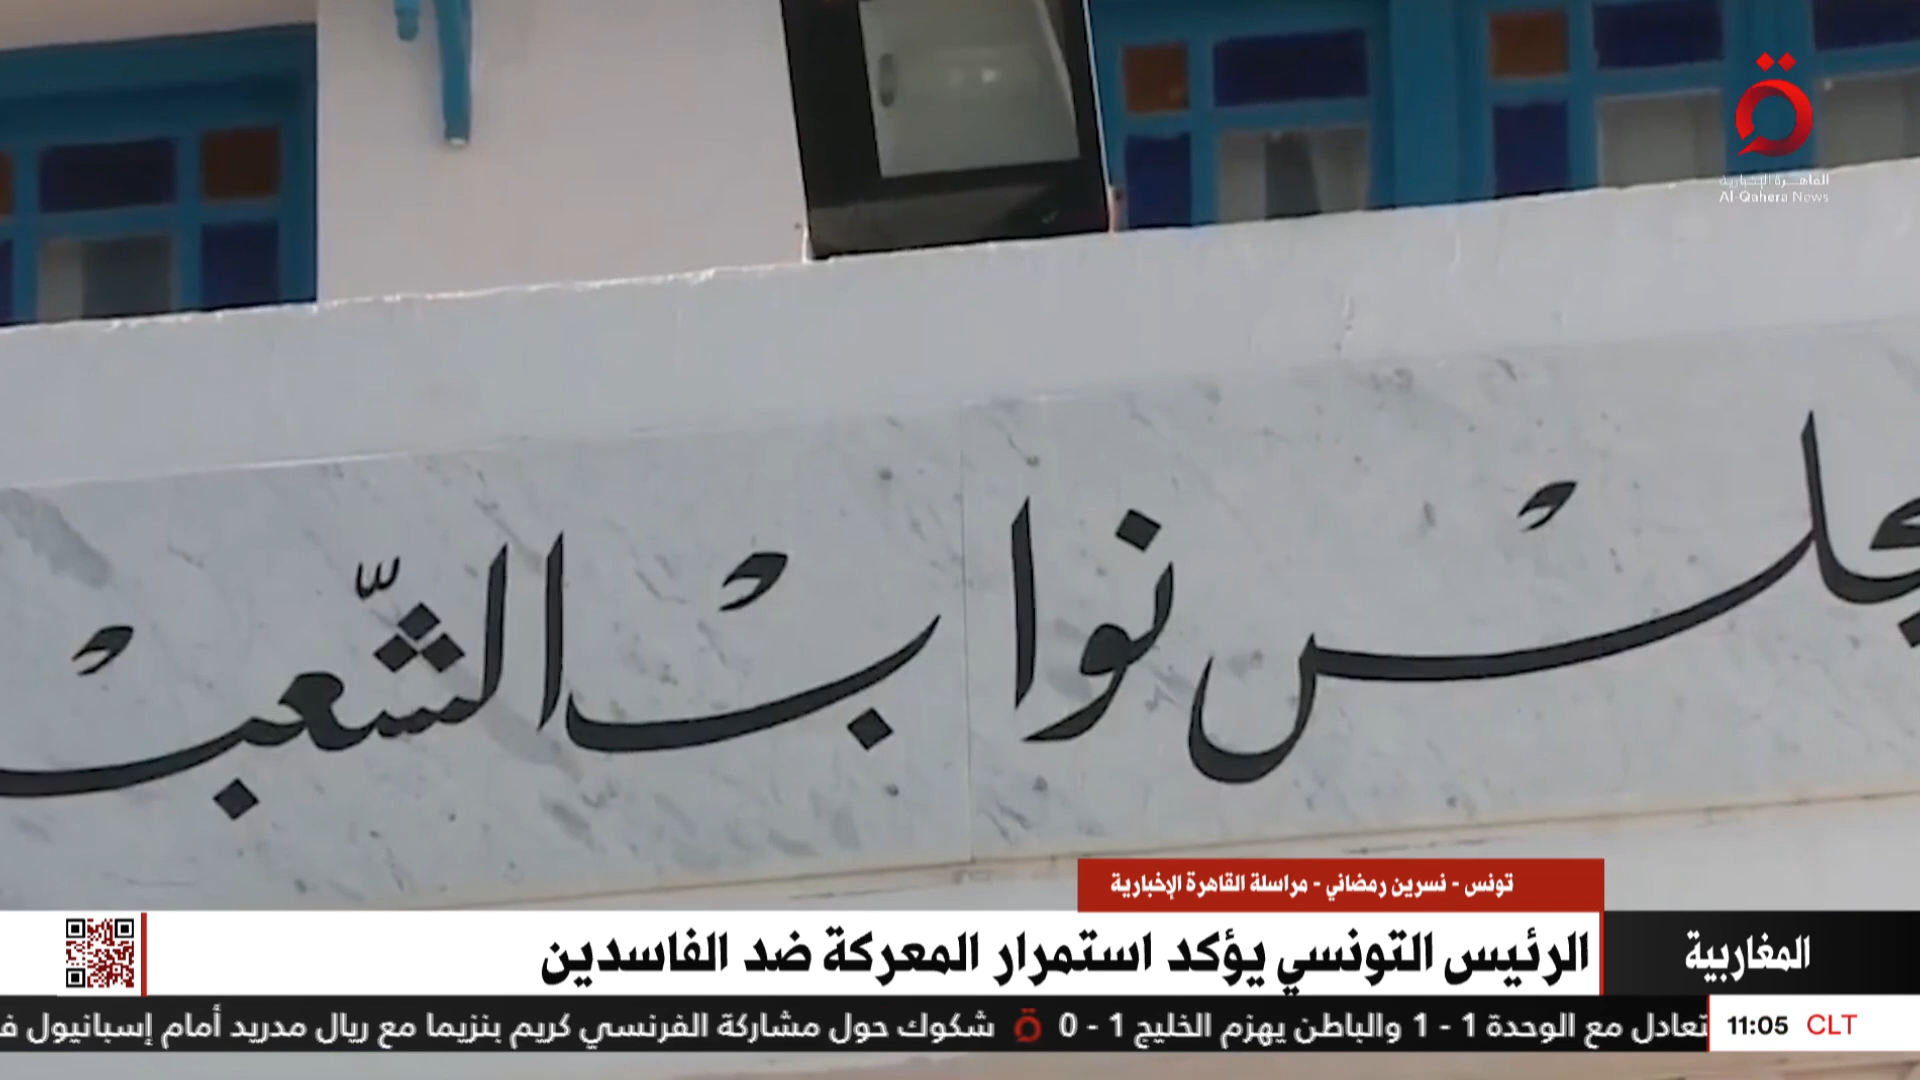 القاهرة الإخبارية
Al-Qahera News
مجلس نواب الشّعب
تونس - نسرين رمضاني - مراسلة القاهرة الإخبارية
المغاربية
الرئيس التونسي يؤكد استمرار المعركة ضد الفاسدين
11:05 CLT
تعادل مع الوحدة 1 - 1 والباطن يهزم الخليج 1 - 0 شكوك حول مشاركة الفرنسي كريم بنزيما مع ريال مدريد أمام إسبانيول